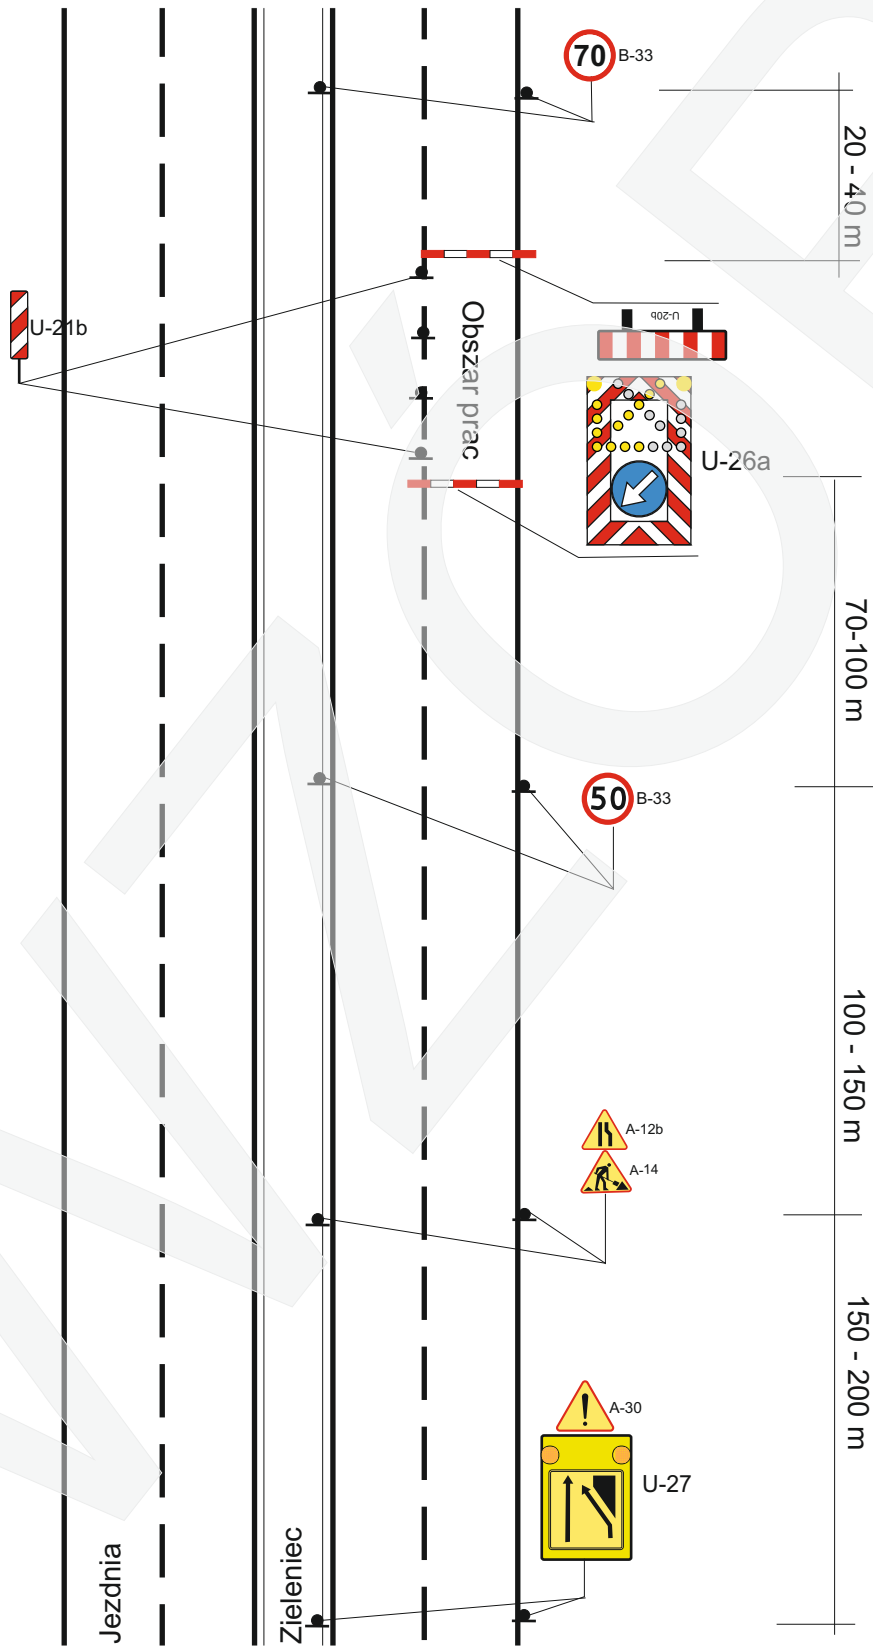 70
B-33
20 - 40 m
U-21b
Obszar prac
U-20b
U-26a
70-100 m
50
B-33
100 - 150 m
A-12b
A-14
150 - 200 m
A-30
U-27
Jezdnia
Zieleniec
WZÓR